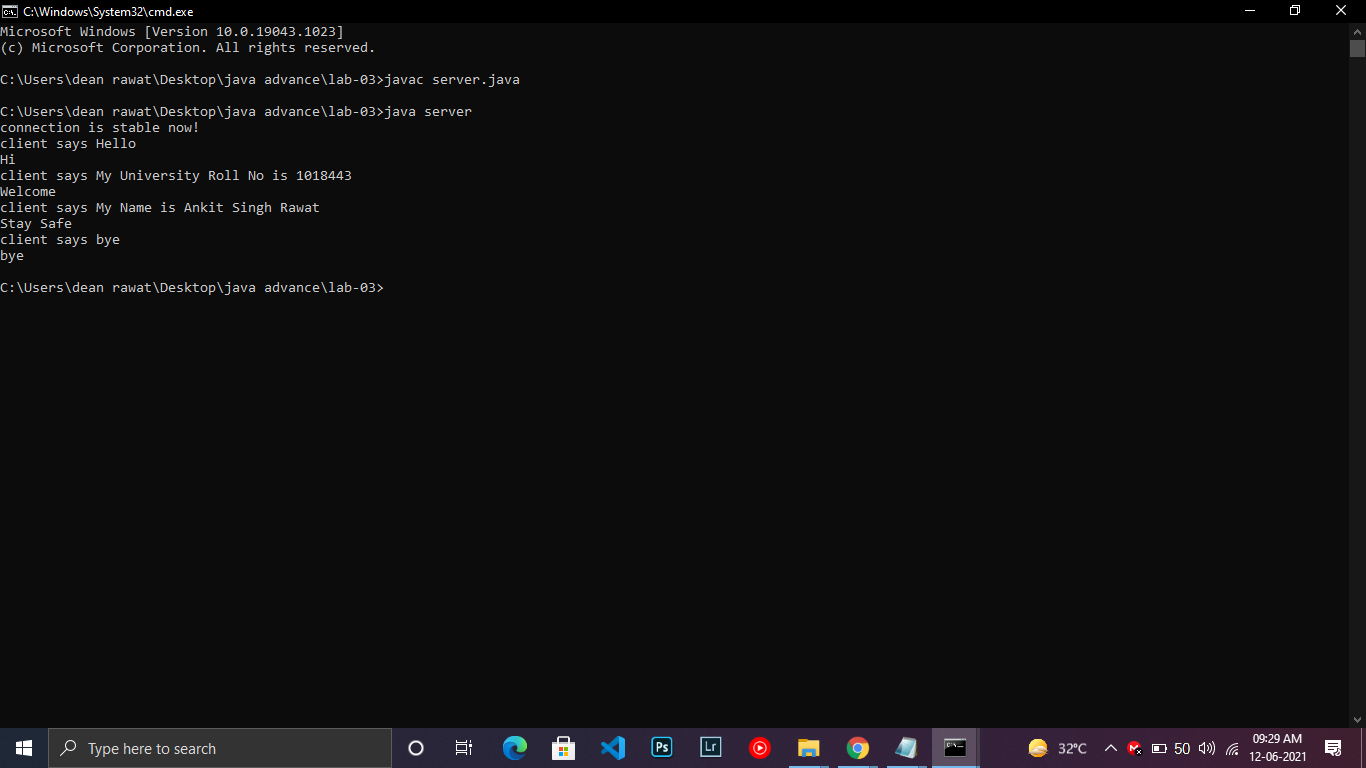 C:\Windows\System32\cmd.exe
Microsoft Windows [Version 10.0.19043.1023]
(c) Microsoft Corporation. All rights reserved.
C:\Users\dean rawat\Desktop\java advance\lab-03>javac server.java
C:\Users\dean rawat\Desktop\java advance\lab-03>java server
connection is stable now!
client says Hello
Hi
client says My University Roll No is 1018443
Welcome
client says My Name is Ankit Singh Rawat
Stay Safe
client says bye
bye
C:\Users\dean rawat\Desktop\java advance\lab-03>
Type here to search
Ps
Lr
32°C
50
09:29 AM
12-06-2021